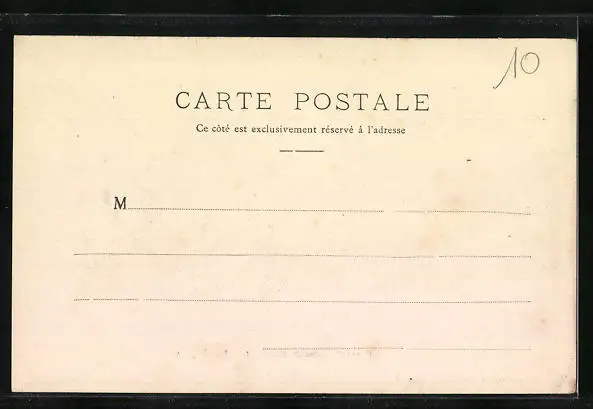 10
CARTE POSTALE
Ce côté est exclusivement réservé à l'adresse
M